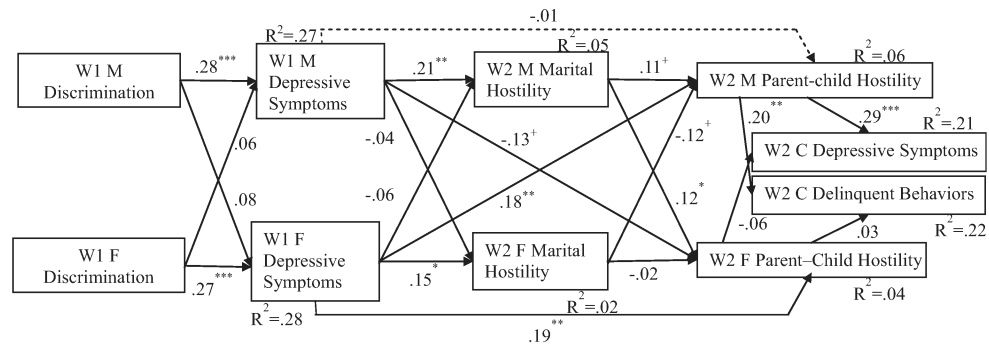 -.01
R²=.27
R²=.05
R²=.06
W1 M
Discrimination
.28***
W1 M
Depressive
Symptoms
.21**
W2 M Marital
Hostility
.11+
W2 M Parent-child Hostility
.20**
.29***
R²=.21
.06
-.04
-.13+
-.12+
W2 C Depressive Symptoms
W2 C Delinquent Behaviors
.08
-.06
.18**
.12*
-.06
.03
R²=.22
W1 F
Discrimination
.27***
W1 F
Depressive
Symptoms
.15*
W2 F Marital
Hostility
-.02
W2 F Parent–Child Hostility
R²=.28
R²=.02
R²=.04
.19**